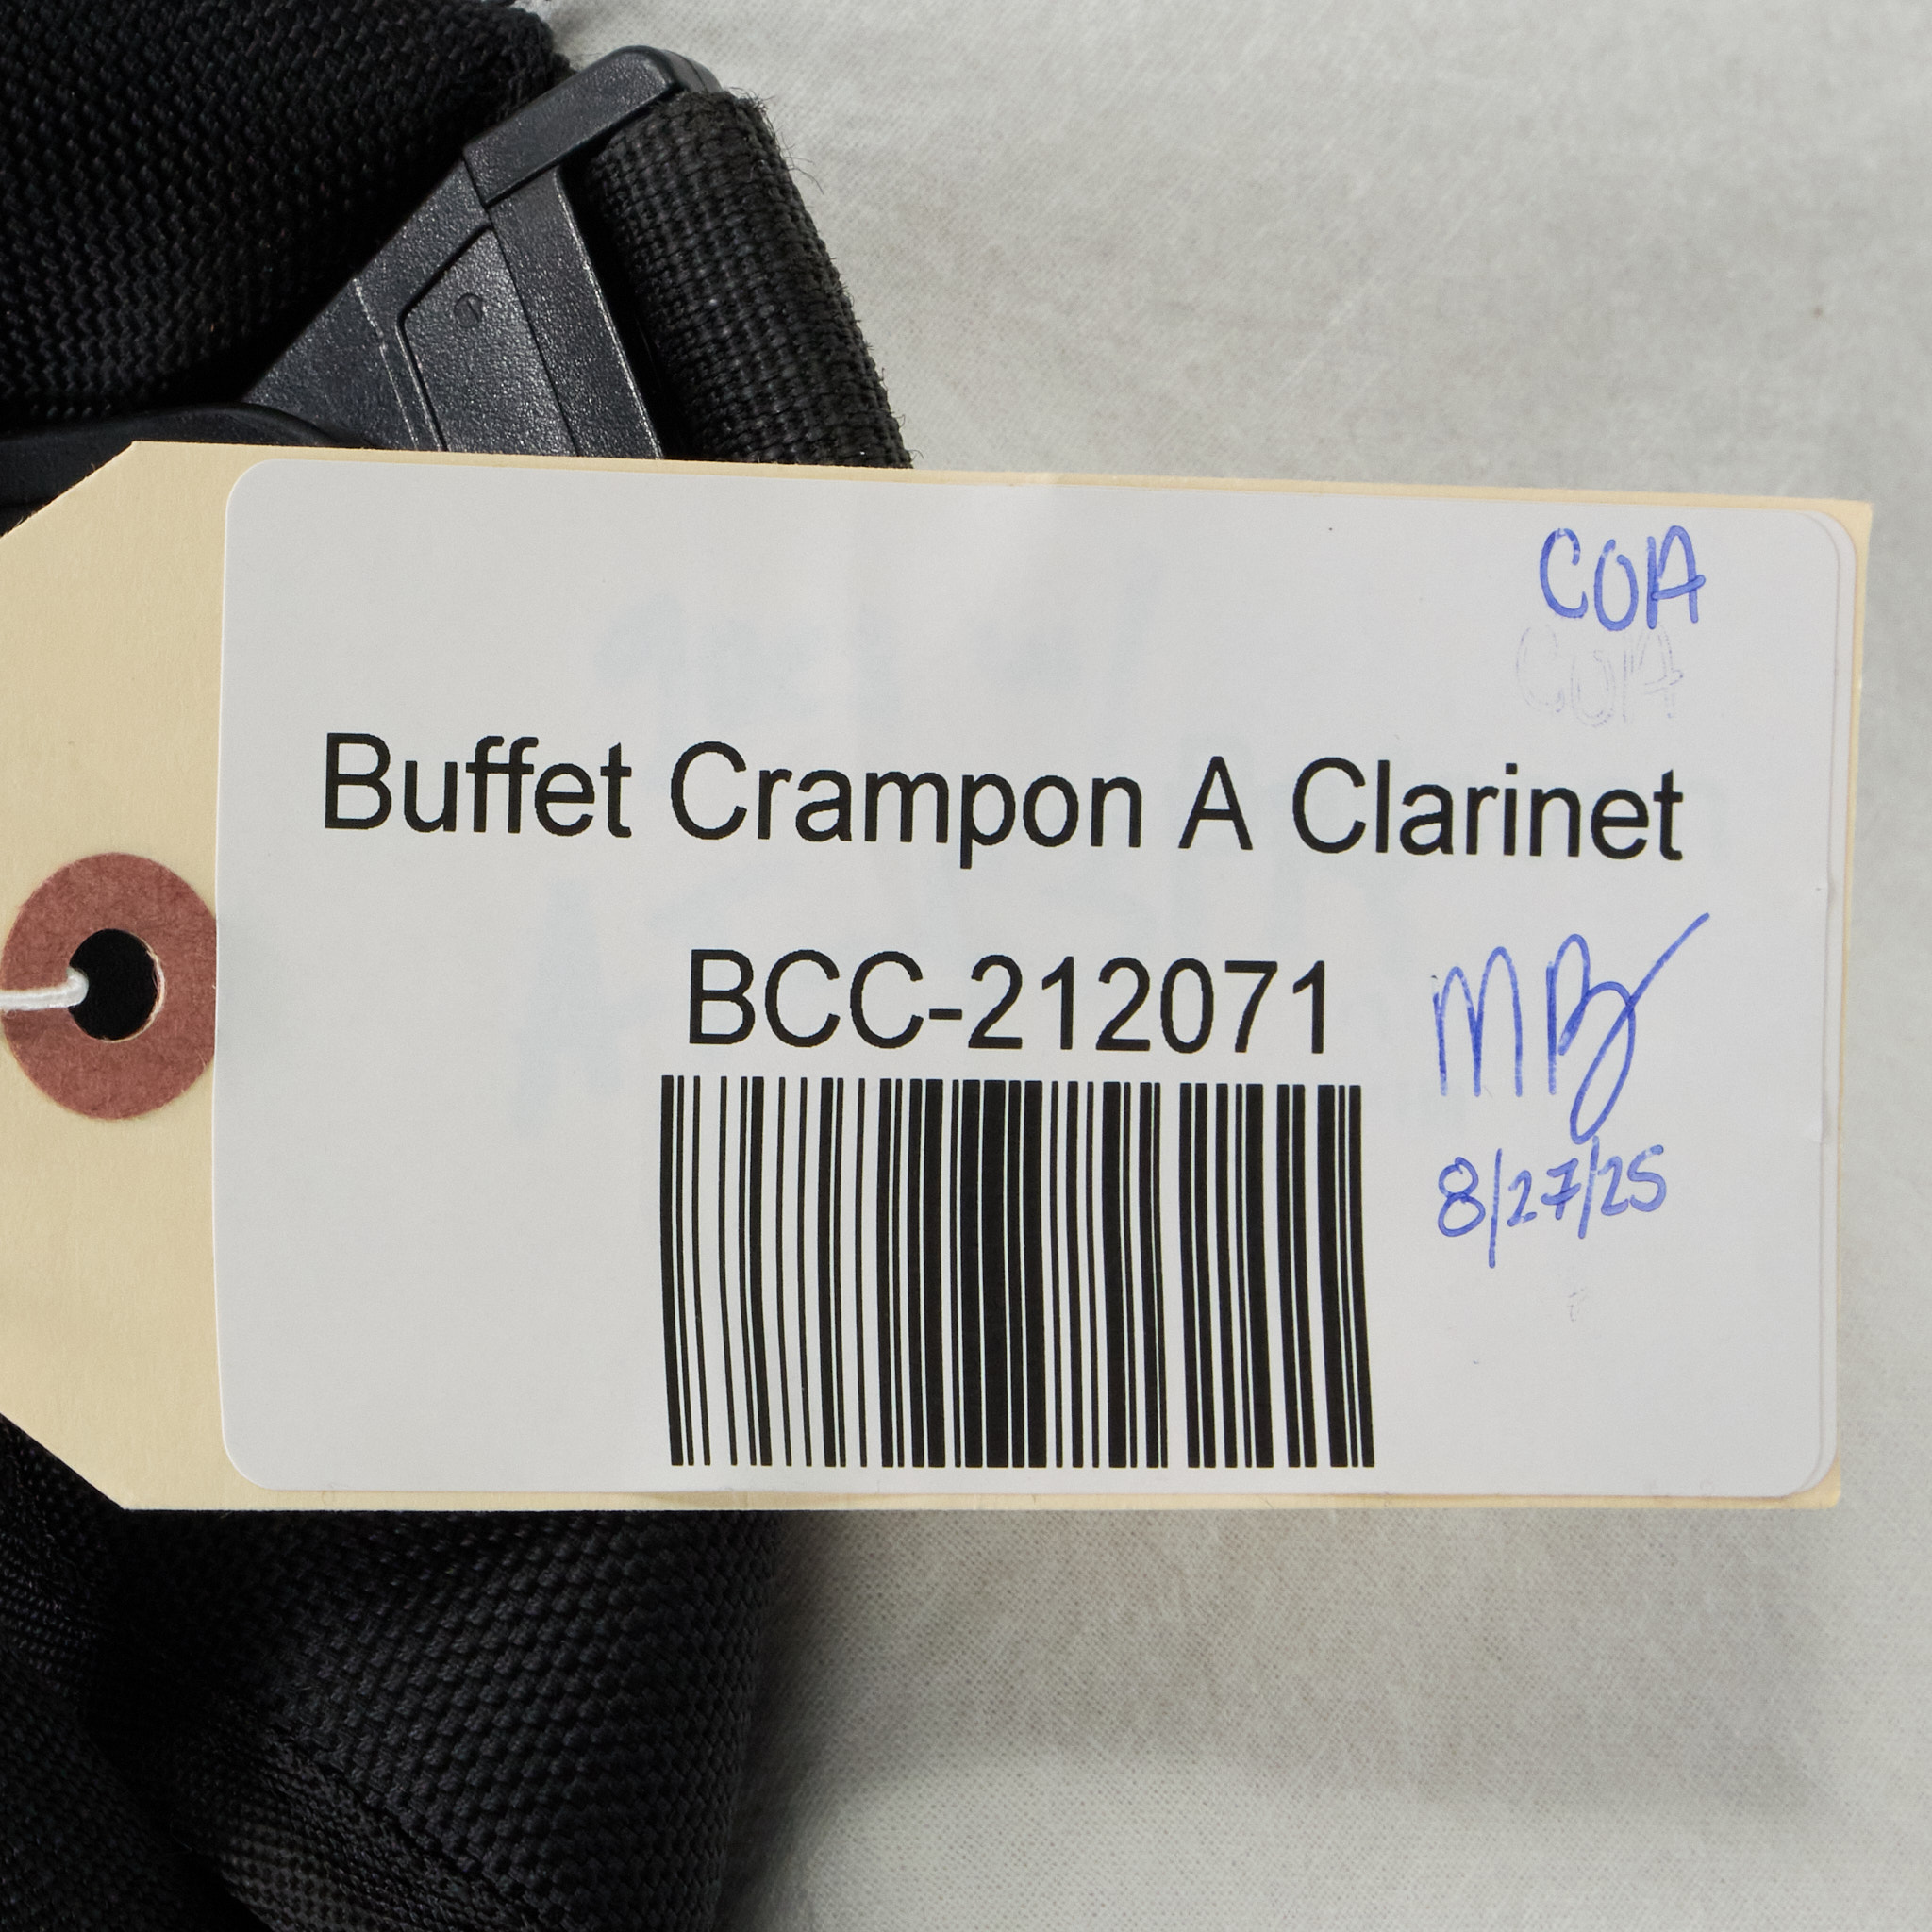 COA
COA
Buffet Crampon A Clarinet
BCC-212071
MB
8/27/25